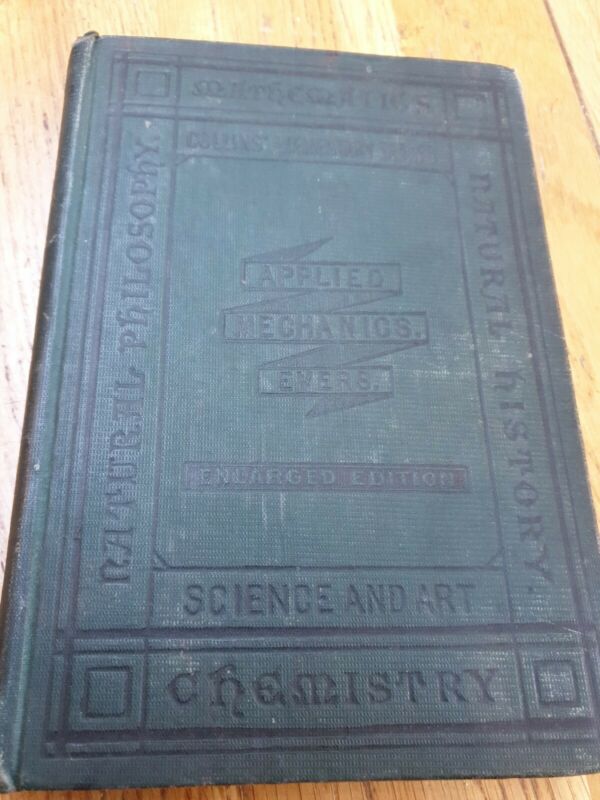 MATHEMATICS.
COLLINS'
NATURAL PHILOSOPHY.
NATURAL HISTORY.
APPLIED
MECHANICS.
EVERS.
ENLARGED EDITION
SCIENCE AND ART
CHEMISTRY